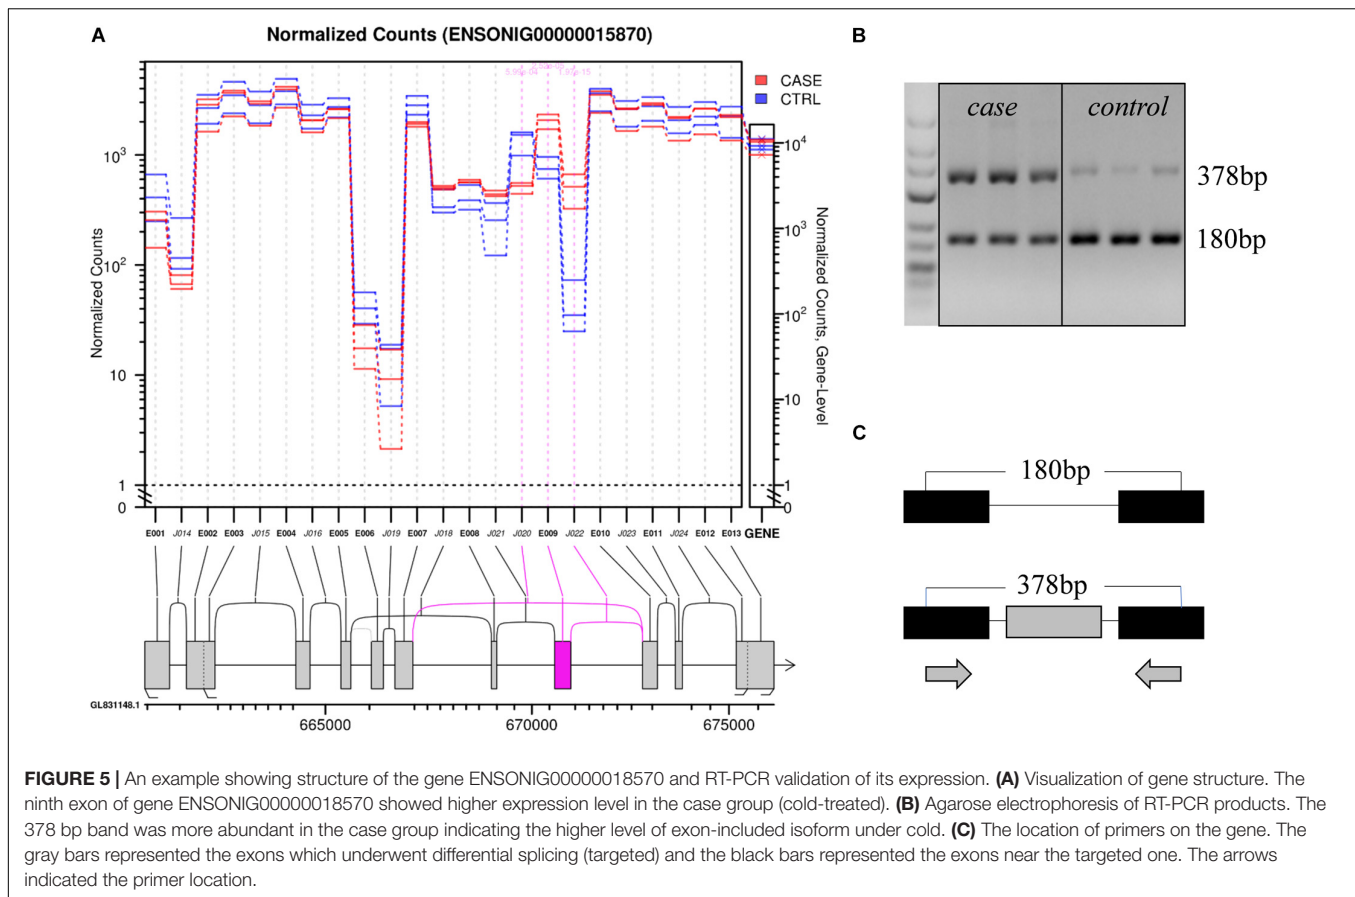 A
Normalized Counts (ENSONIG00000015870)
CASE
CTRL
5.99e-04
1.97e-15
Normalized Counts
10³
10²
10
1
0
10⁴
10³
10²
10
1
0
Normalized Counts, Gene-Level
E001 J014 E002 E003 J015 E004 J016 E005 E006 J019 E007 J018 E008 J021 J020 E009 J022 E010 J023 E011 J024 E012 E013 GENE
GL831148.1
665000 670000 675000
B
case control
378bp
180bp
C
180bp
378bp
FIGURE 5 | An example showing structure of the gene ENSONIG00000018570 and RT-PCR validation of its expression. (A) Visualization of gene structure. The
ninth exon of gene ENSONIG00000018570 showed higher expression level in the case group (cold-treated). (B) Agarose electrophoresis of RT-PCR products. The
378 bp band was more abundant in the case group indicating the higher level of exon-included isoform under cold. (C) The location of primers on the gene. The
gray bars represented the exons which underwent differential splicing (targeted) and the black bars represented the exons near the targeted one. The arrows
indicated the primer location.